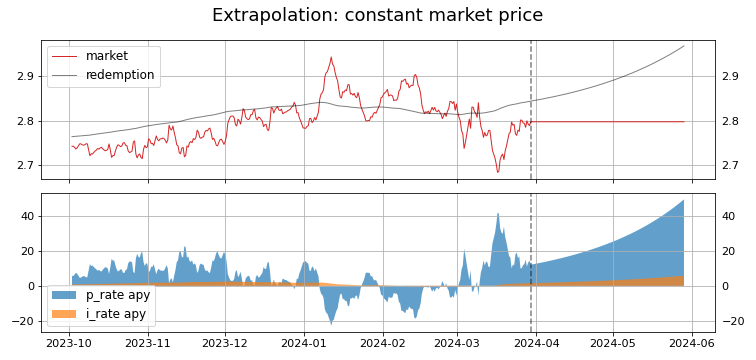 Extrapolation: constant market price
market
redemption
2.9
2.8
2.7
2.9
2.8
2.7
40
20
0
−20
40
20
0
−20
p_rate apy
i_rate apy
2023-10 2023-11 2023-12 2024-01 2024-02 2024-03 2024-04 2024-05 2024-06